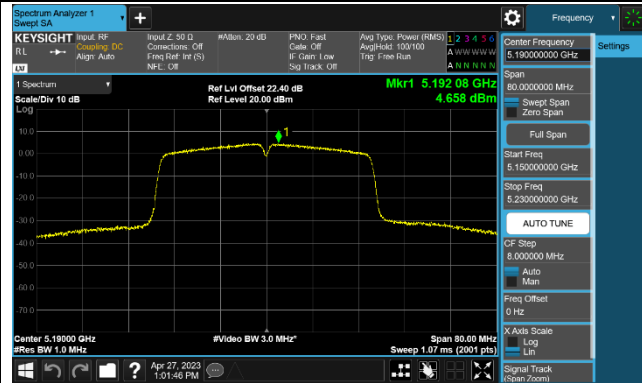 Spectrum Analyzer 1
Swept SA
+
Frequency
KEYSIGHT
RL
LXI
Input: RF
Coupling: DC
Align: Auto
Input Z: 50 Ω
Corrections: Off
Freq Ref: Int (S)
NFE: Off
#Atten: 20 dB
PNO: Fast
Gate: Off
IF Gain: Low
Sig Track: Off
Avg Type: Power (RMS)
Avg|Hold: 100/100
Trig: Free Run
1 2 3 4 5 6
A W W W W W
A N N N N N
Settings
1 Spectrum
Scale/Div 10 dB
Log
Ref Lvl Offset 22.40 dB
Ref Level 20.00 dBm
Mkr1 5.192 08 GHz
4.658 dBm
1
10.0
0.00
-10.0
-20.0
-30.0
-40.0
-50.0
-60.0
-70.0
Center 5.19000 GHz
#Res BW 1.0 MHz
#Video BW 3.0 MHz*
Span 80.00 MHz
Sweep 1.07 ms (2001 pts)
Center Frequency
5.190000000 GHz
Span
80.0000000 MHz
Swept Span
Zero Span
Full Span
Start Freq
5.150000000 GHz
Stop Freq
5.230000000 GHz
AUTO TUNE
CF Step
8.000000 MHz
Auto
Man
Freq Offset
0 Hz
X Axis Scale
Log
Lin
Signal Track
(Span Zoom)
?
Apr 27, 2023
1:01:46 PM